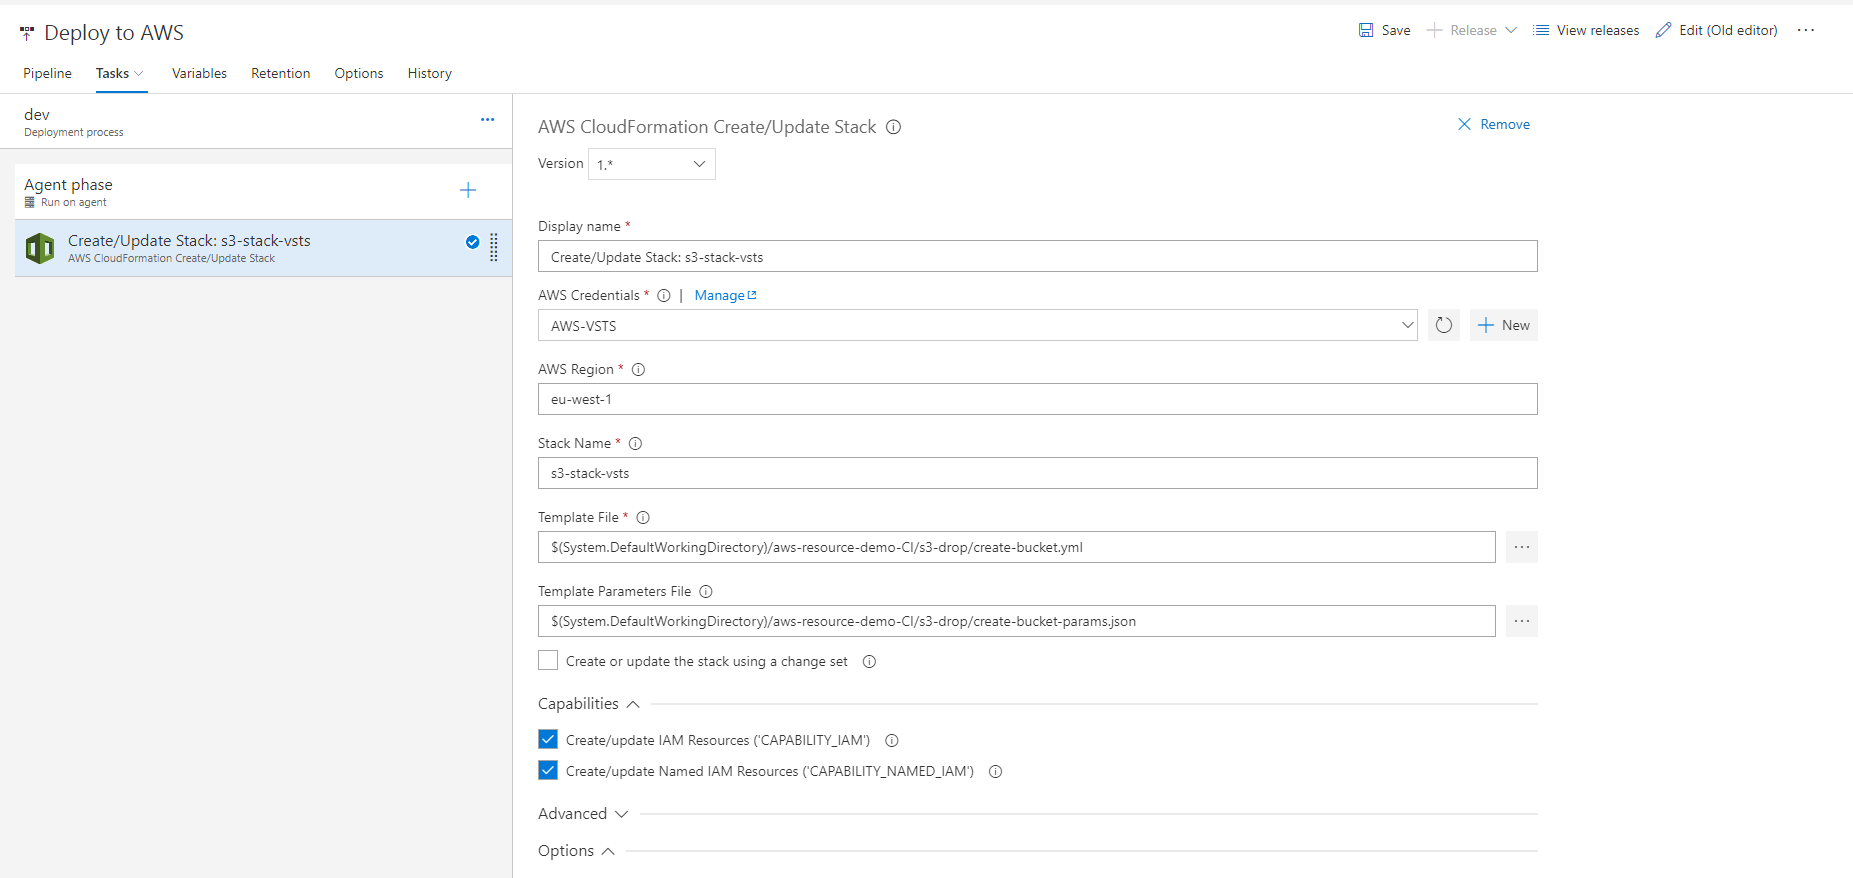 Deploy to AWS
Save Release View releases Edit (Old editor) ...
Pipeline Tasks Variables Retention Options History
dev
Deployment process
...
Agent phase
Run on agent
Create/Update Stack: s3-stack-vsts
AWS CloudFormation Create/Update Stack
AWS CloudFormation Create/Update Stack
Remove
Version 1.*
Display name *
Create/Update Stack: s3-stack-vsts
AWS Credentials * | Manage
AWS-VSTS
New
AWS Region *
eu-west-1
Stack Name *
s3-stack-vsts
Template File *
$(System.DefaultWorkingDirectory)/aws-resource-demo-CI/s3-drop/create-bucket.yml
...
Template Parameters File
$(System.DefaultWorkingDirectory)/aws-resource-demo-CI/s3-drop/create-bucket-params.json
...
Create or update the stack using a change set
Capabilities
Create/update IAM Resources ('CAPABILITY_IAM')
Create/update Named IAM Resources ('CAPABILITY_NAMED_IAM')
Advanced
Options